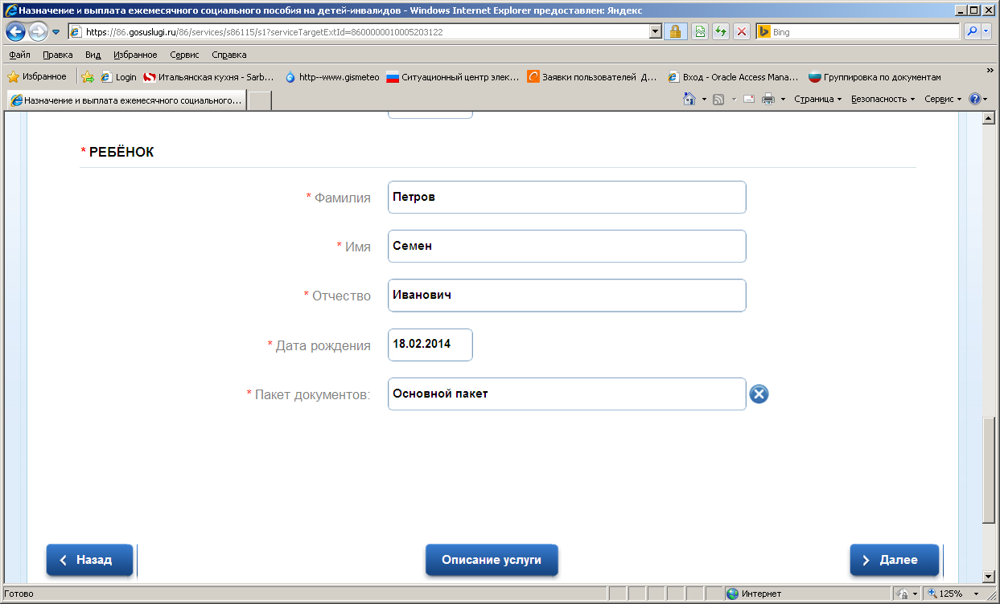 Назначение и выплата ежемесячного социального пособия на детей-инвалидов - Windows Internet Explorer предоставлен: Яндекс
https://86.gosuslugi.ru/86/services/s86115/s1?serviceTargetExtId=8600000010005203122
Bing
Файл Правка Вид Избранное Сервис Справка
Избранное Login Итальянская кухня - Sarb... http--www.gismeteo Ситуационный центр элек... Заявки пользователей Д... Вход - Oracle Access Mana... Группировка по документам »
Назначение и выплата ежемесячного социального... Страница Безопасность Сервис
* РЕБЁНОК
* Фамилия Петров
* Имя Семен
* Отчество Иванович
* Дата рождения 18.02.2014
* Пакет документов: Основной пакет
Назад Описание услуги Далее
Готово Интернет 125%